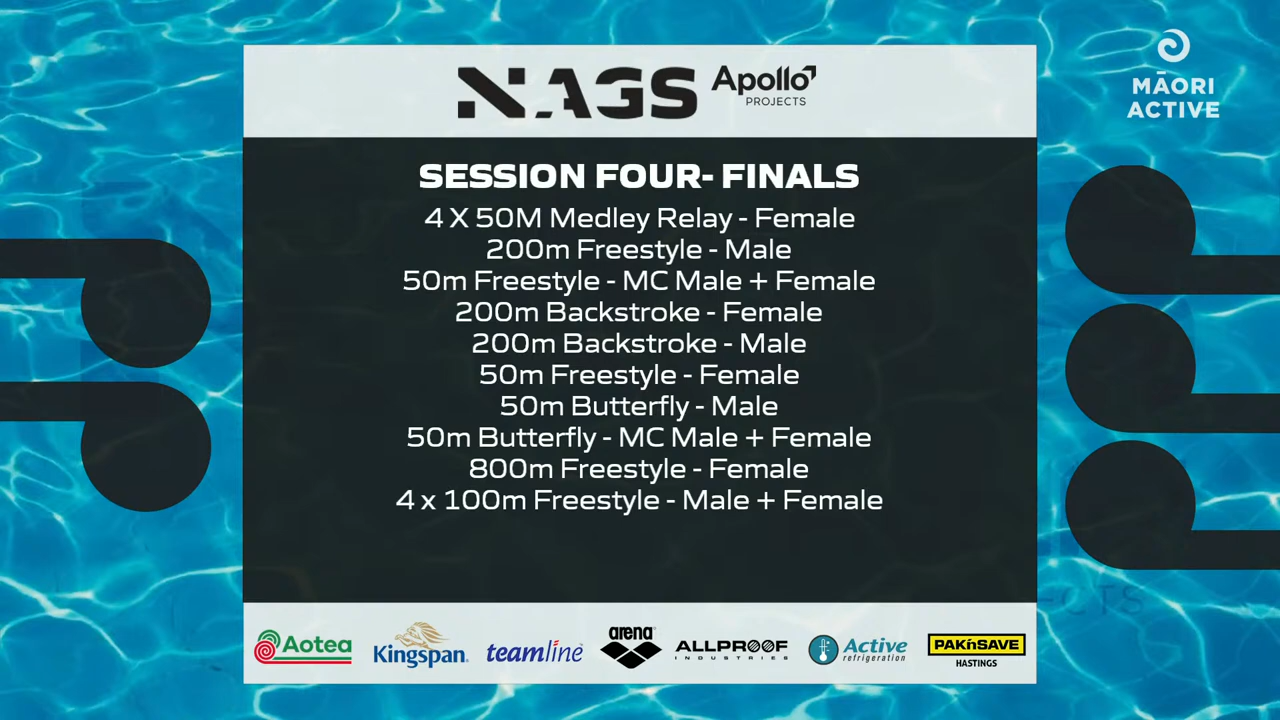 NAGS Apollo PROJECTS
MĀORI ACTIVE
SESSION FOUR- FINALS
4 X 50M Medley Relay - Female
200m Freestyle - Male
50m Freestyle - MC Male + Female
200m Backstroke - Female
200m Backstroke - Male
50m Freestyle - Female
50m Butterfly - Male
50m Butterfly - MC Male + Female
800m Freestyle - Female
4 x 100m Freestyle - Male + Female
Aotea
Kingspan.
teamline
arena
ALLPROOF INDUSTRIES
Active refrigeration
PAK'nSAVE HASTINGS